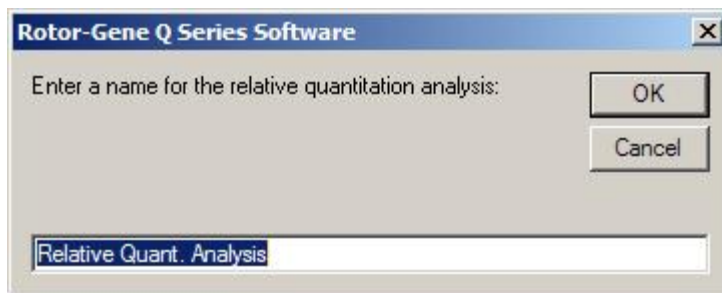 Rotor-Gene Q Series Software
Enter a name for the relative quantitation analysis:
OK
Cancel
Relative Quant. Analysis